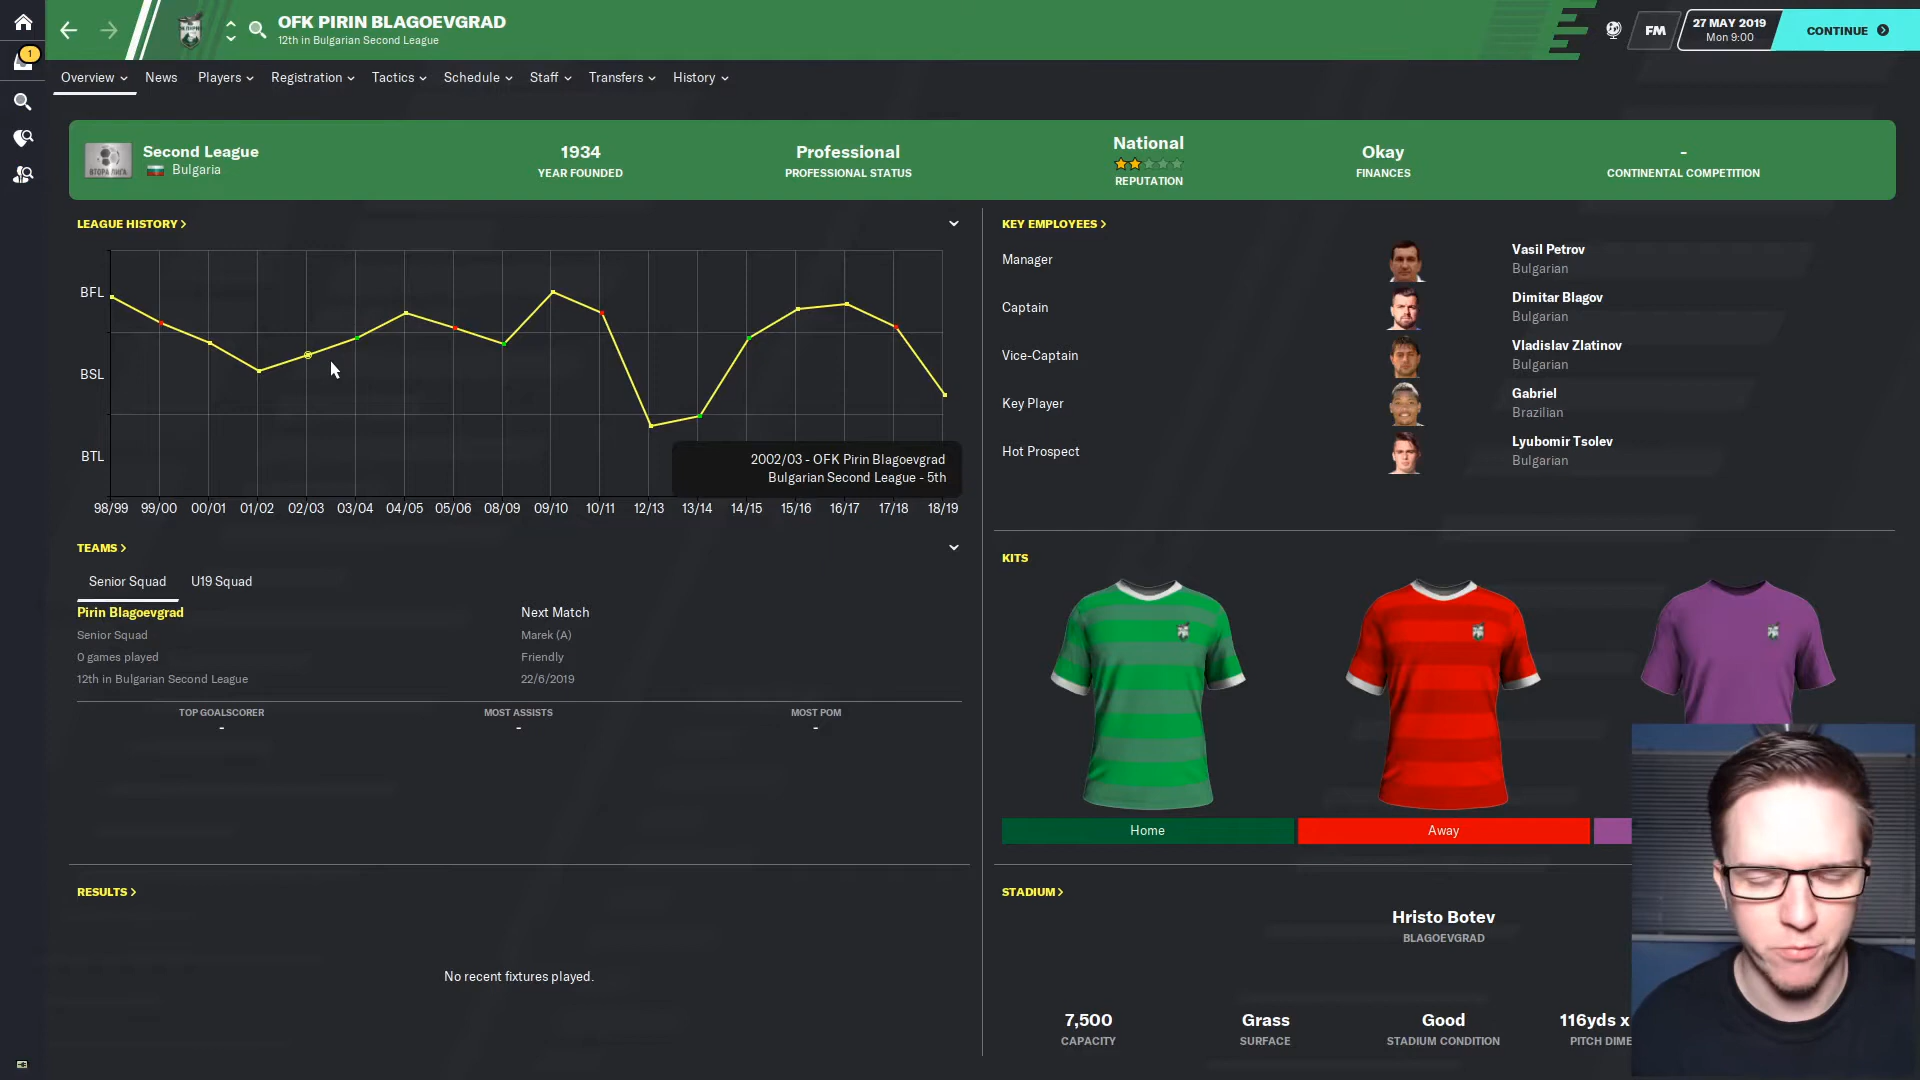 OFK PIRIN BLAGOEVGRAD
12th in Bulgarian Second League
FM
27 MAY 2019
Mon 9:00
CONTINUE
1
Overview
News
Players
Registration
Tactics
Schedule
Staff
Transfers
History
ВТОРА ЛИГА
Second League
Bulgaria
1934
YEAR FOUNDED
Professional
PROFESSIONAL STATUS
National
REPUTATION
Okay
FINANCES
-
CONTINENTAL COMPETITION
LEAGUE HISTORY >
BFL
BSL
BTL
2002/03 - OFK Pirin Blagoevgrad
Bulgarian Second League - 5th
98/99 99/00 00/01 01/02 02/03 03/04 04/05 05/06 08/09 09/10 10/11 12/13 13/14 14/15 15/16 16/17 17/18 18/19
TEAMS >
Senior Squad
U19 Squad
Pirin Blagoevgrad
Senior Squad
0 games played
12th in Bulgarian Second League
Next Match
Marek (A)
Friendly
22/6/2019
TOP GOALSCORER
-
MOST ASSISTS
-
MOST POM
-
RESULTS >
No recent fixtures played.
KEY EMPLOYEES >
Manager
Vasil Petrov
Bulgarian
Captain
Dimitar Blagov
Bulgarian
Vice-Captain
Vladislav Zlatinov
Bulgarian
Key Player
Gabriel
Brazilian
Hot Prospect
Lyubomir Tsolev
Bulgarian
KITS
Home
Away
STADIUM >
Hristo Botev
BLAGOEVGRAD
7,500
CAPACITY
Grass
SURFACE
Good
STADIUM CONDITION
116yds x
PITCH DIME